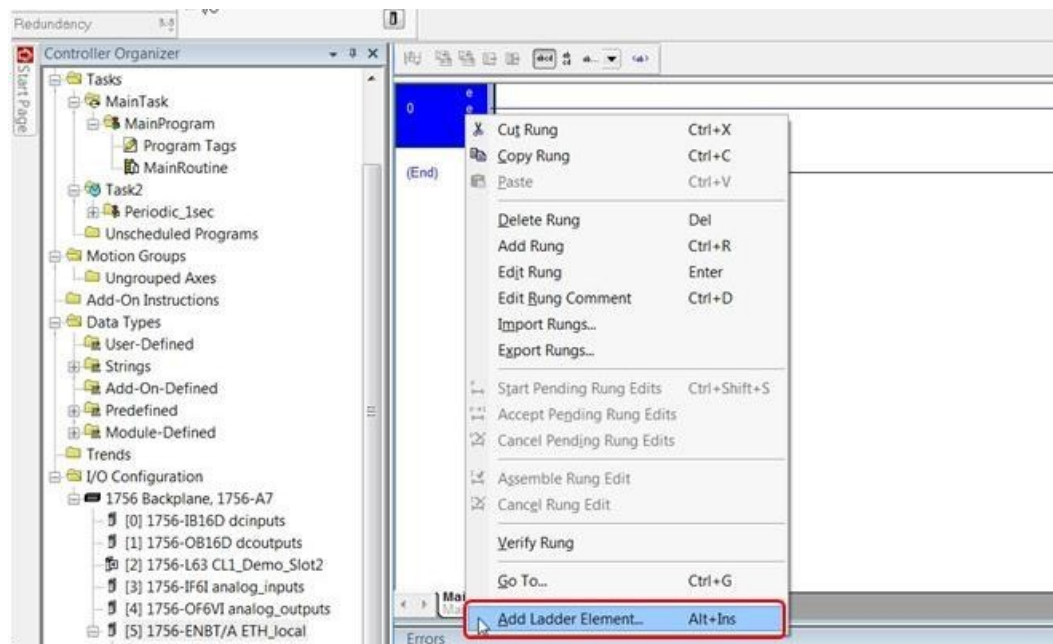 Redundancy
Start Page
Controller Organizer
Tasks
MainTask
MainProgram
Program Tags
MainRoutine
Task2
Periodic_1sec
Unscheduled Programs
Motion Groups
Ungrouped Axes
Add-On Instructions
Data Types
User-Defined
Strings
Add-On-Defined
Predefined
Module-Defined
Trends
I/O Configuration
1756 Backplane, 1756-A7
[0] 1756-IB16D dcinputs
[1] 1756-OB16D dcoutputs
[2] 1756-L63 CL1_Demo_Slot2
[3] 1756-IF6I analog_inputs
[4] 1756-OF6VI analog_outputs
[5] 1756-ENBT/A ETH_local
0
e
e
(End)
Cut Rung Ctrl+X
Copy Rung Ctrl+C
Paste Ctrl+V
Delete Rung Del
Add Rung Ctrl+R
Edit Rung Enter
Edit Rung Comment Ctrl+D
Import Rungs...
Export Rungs...
Start Pending Rung Edits Ctrl+Shift+S
Accept Pending Rung Edits
Cancel Pending Rung Edits
Assemble Rung Edit
Cancel Rung Edit
Verify Rung
Go To... Ctrl+G
Add Ladder Element... Alt+Ins
Mai
Errors